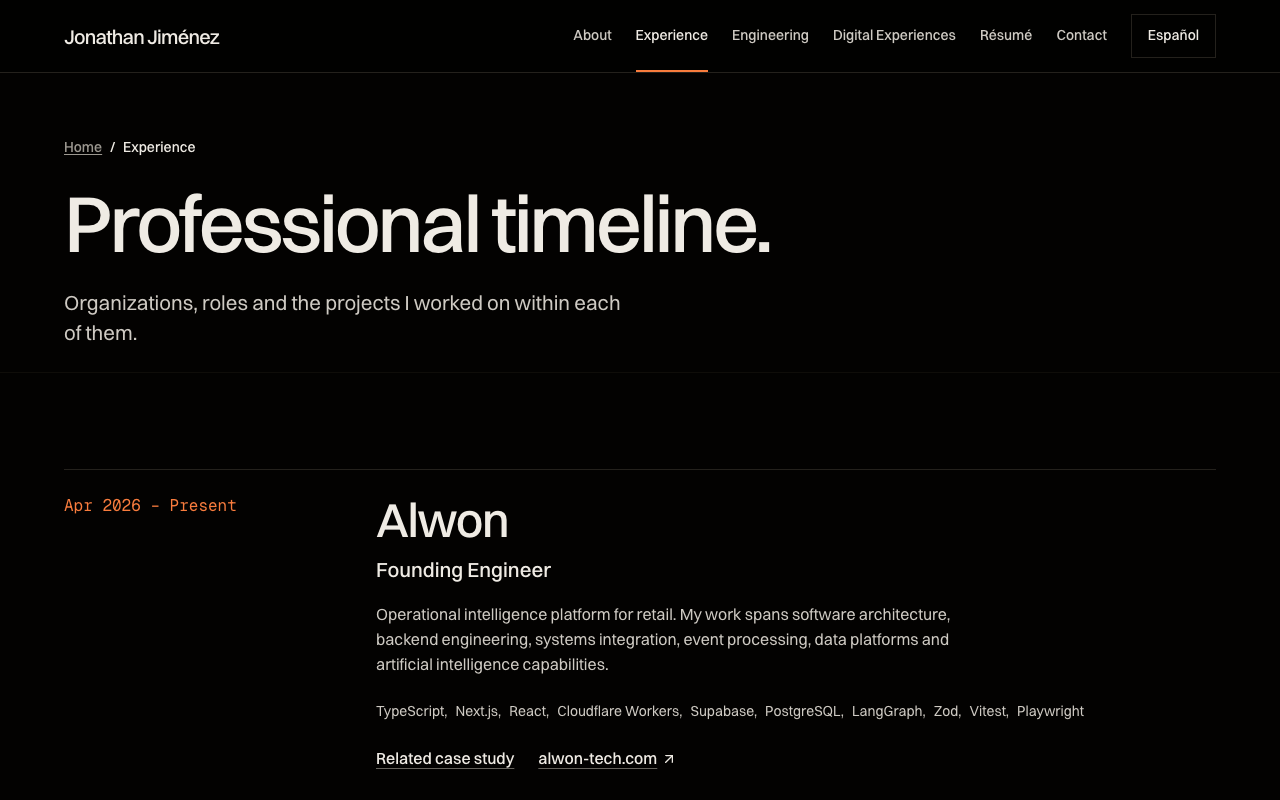 Jonathan Jiménez
About
Experience
Engineering
Digital Experiences
Résumé
Contact
Español
Home / Experience
Professional timeline.
Organizations, roles and the projects I worked on within each
of them.
Apr 2026 – Present
Alwon
Founding Engineer
Operational intelligence platform for retail. My work spans software architecture,
backend engineering, systems integration, event processing, data platforms and
artificial intelligence capabilities.
TypeScript, Next.js, React, Cloudflare Workers, Supabase, PostgreSQL, LangGraph, Zod, Vitest, Playwright
Related case study
alwon-tech.com ↗